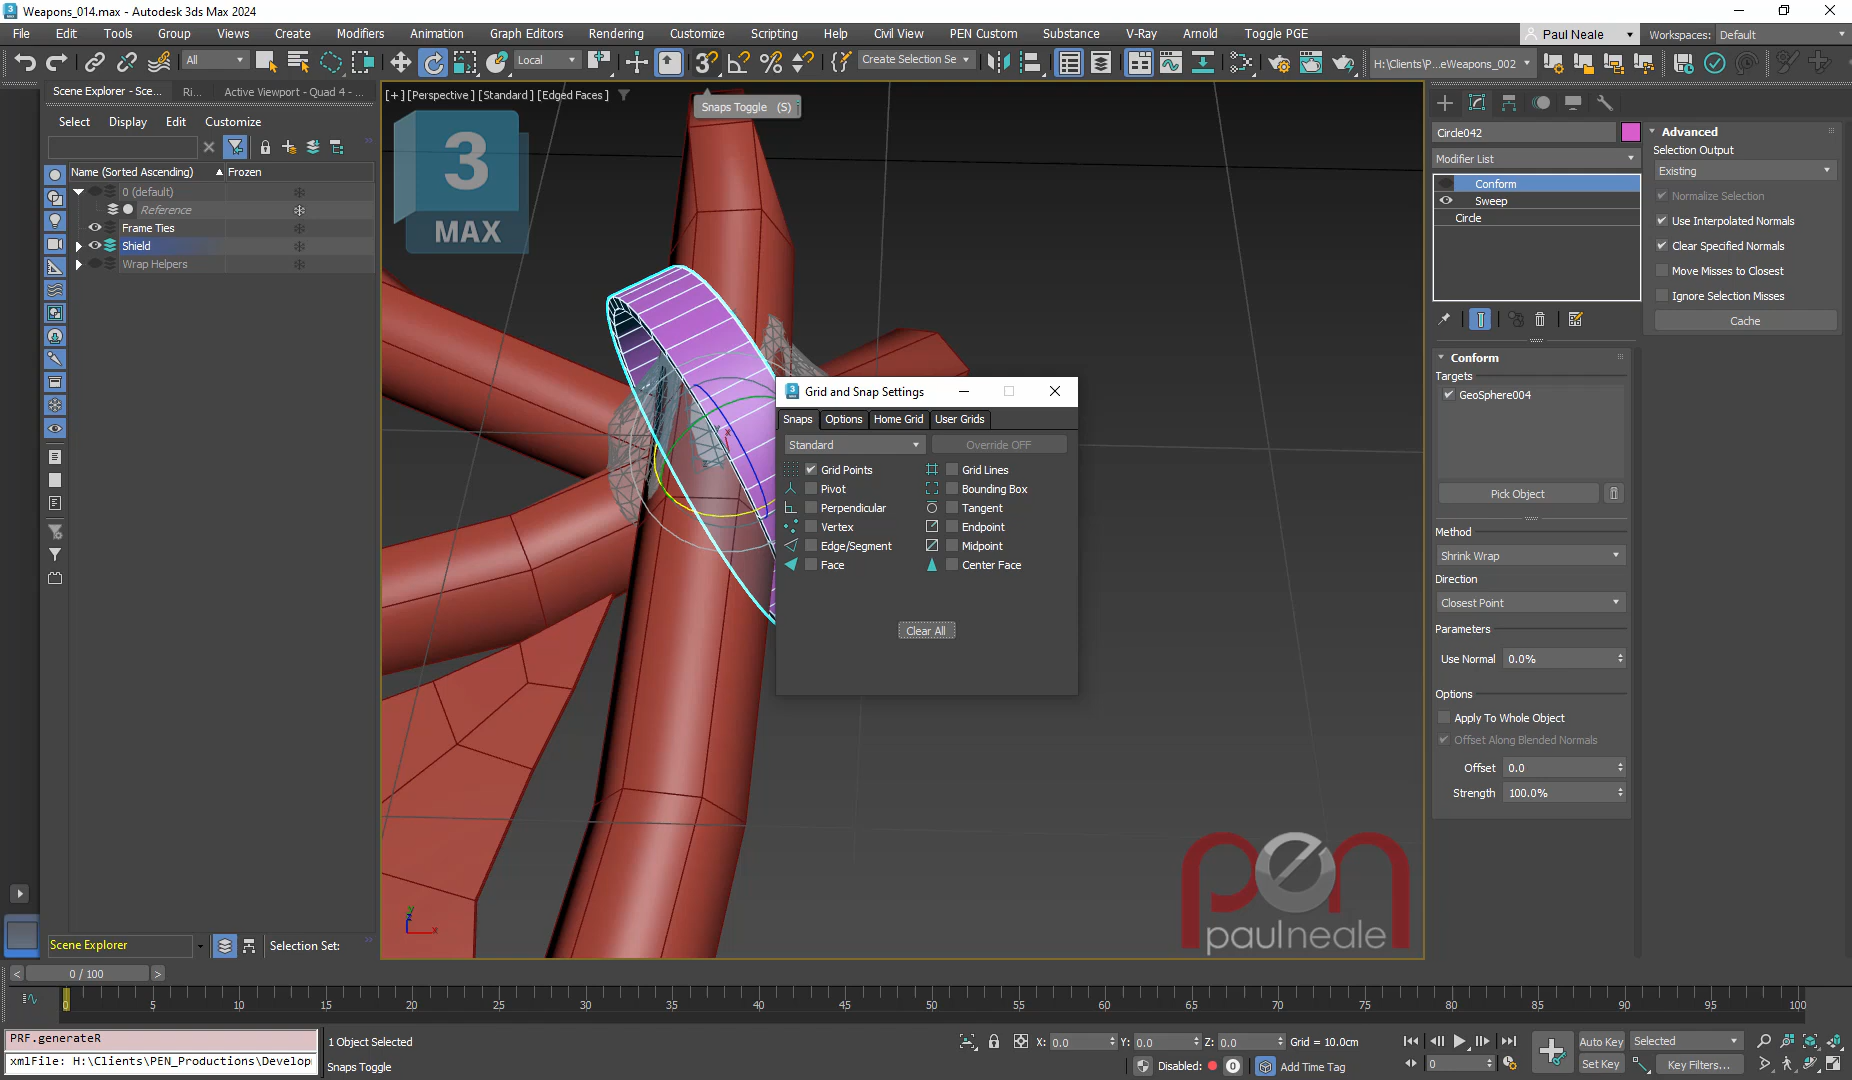 Weapons_014.max - Autodesk 3ds Max 2024
File Edit Tools Group Views Create Modifiers Animation Graph Editors Rendering Customize Scripting Help Civil View PEN Custom Substance V-Ray Arnold Toggle PGE Paul Neale Workspaces: Default
All Local Create Selection Se H:\Clients\P...eWeapons_002
Scene Explorer - Sce... Ri... Active Viewport - Quad 4 - ...
[+] [Perspective] [Standard] [Edged Faces]
Snaps Toggle (S)
Select Display Edit Customize
Name (Sorted Ascending) Frozen
0 (default)
Reference
Frame Ties
Shield
Wrap Helpers
3
MAX
Grid and Snap Settings
Snaps Options Home Grid User Grids
Standard Override OFF
Grid Points Grid Lines
Pivot Bounding Box
Perpendicular Tangent
Vertex Endpoint
Edge/Segment Midpoint
Face Center Face
Clear All
Circle042
Modifier List
Conform
Sweep
Circle
Conform
Targets
GeoSphere004
Pick Object
Method
Shrink Wrap
Direction
Closest Point
Parameters
Use Normal 0.0%
Options
Apply To Whole Object
Offset Along Blended Normals
Offset 0.0
Strength 100.0%
Advanced
Selection Output
Existing
Normalize Selection
Use Interpolated Normals
Clear Specified Normals
Move Misses to Closest
Ignore Selection Misses
Cache
pen
paulneale
Scene Explorer Selection Set:
< 0 / 100 >
0 5 10 15 20 25 30 35 40 45 50 55 60 65 70 75 80 85 90 95 100
PRF.generateR
xmlFile: H:\Clients\PEN_Productions\Develop
1 Object Selected
Snaps Toggle
X: 0.0 Y: 0.0 Z: 0.0 Grid = 10.0cm
Disabled: 0 Add Time Tag
0
Auto Key Selected
Set Key Key Filters...